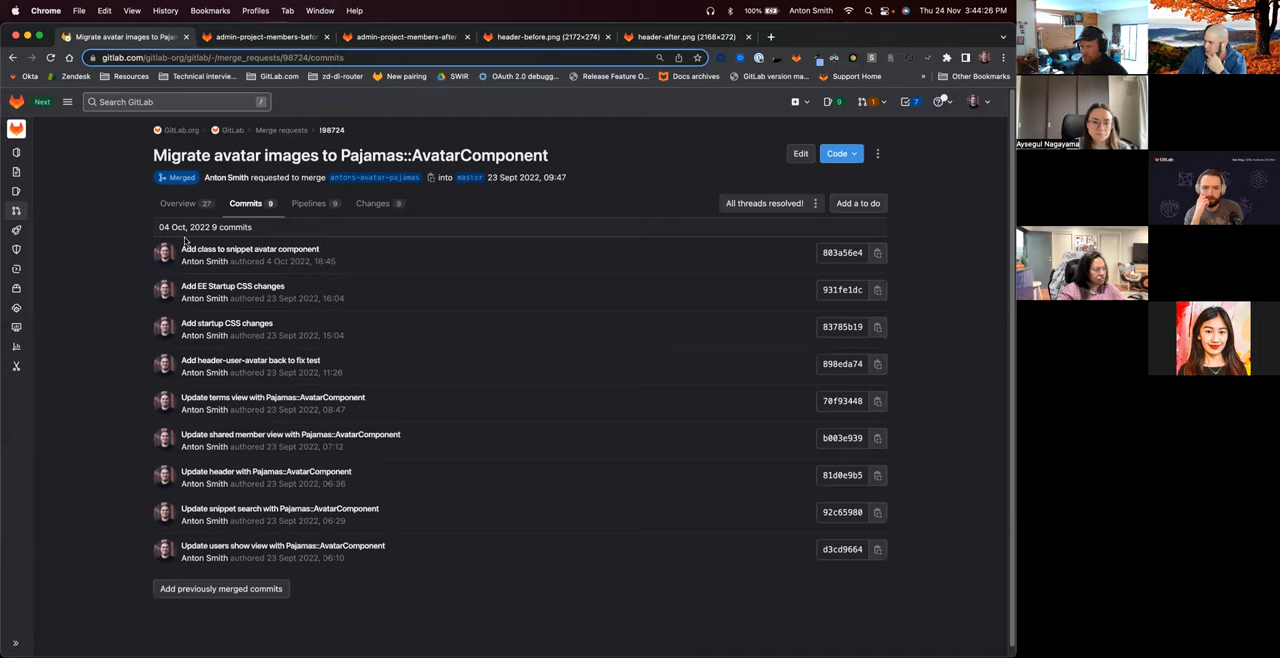 Chrome File Edit View History Bookmarks Profiles Tab Window Help
100% Anton Smith Thu 24 Nov 3:44:26 PM
Migrate avatar images to Paj
admin-project-members-befor
admin-project-members-after
header-before.png (2172×274)
header-after.png (2168×272)
gitlab.com/gitlab-org/gitlab/-/merge_requests/98724/commits
Okta Zendesk Resources Technical intervie... GitLab.com zd-dl-router New pairing SWIR OAuth 2.0 debugg... Release Feature O... Docs archives GitLab version ma... Support Home » Other Bookmarks
Next
Search GitLab /
9 1 7
GitLab.org › GitLab › Merge requests › !98724
Migrate avatar images to Pajamas::AvatarComponent
Edit Code
Merged Anton Smith requested to merge antons-avatar-pajamas into master 23 Sept 2022, 09:47
Overview 27 Commits 9 Pipelines 9 Changes 9
All threads resolved! Add a to do
04 Oct, 2022 9 commits
Add class to snippet avatar component
Anton Smith authored 4 Oct 2022, 18:45
803a56e4
Add EE Startup CSS changes
Anton Smith authored 23 Sept 2022, 16:04
931fe1dc
Add startup CSS changes
Anton Smith authored 23 Sept 2022, 15:04
83785b19
Add header-user-avatar back to fix test
Anton Smith authored 23 Sept 2022, 11:26
898eda74
Update terms view with Pajamas::AvatarComponent
Anton Smith authored 23 Sept 2022, 08:47
70f93448
Update shared member view with Pajamas::AvatarComponent
Anton Smith authored 23 Sept 2022, 07:12
b003e939
Update header with Pajamas::AvatarComponent
Anton Smith authored 23 Sept 2022, 06:36
81d0e9b5
Update snippet search with Pajamas::AvatarComponent
Anton Smith authored 23 Sept 2022, 06:29
92c65980
Update users show view with Pajamas::AvatarComponent
Anton Smith authored 23 Sept 2022, 06:10
d3cd9664
Add previously merged commits
Aysegul Nagayama
GitLab